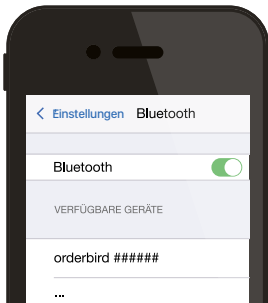 Einstellungen Bluetooth
Bluetooth
VERFÜGBARE GERÄTE
orderbird ######
...